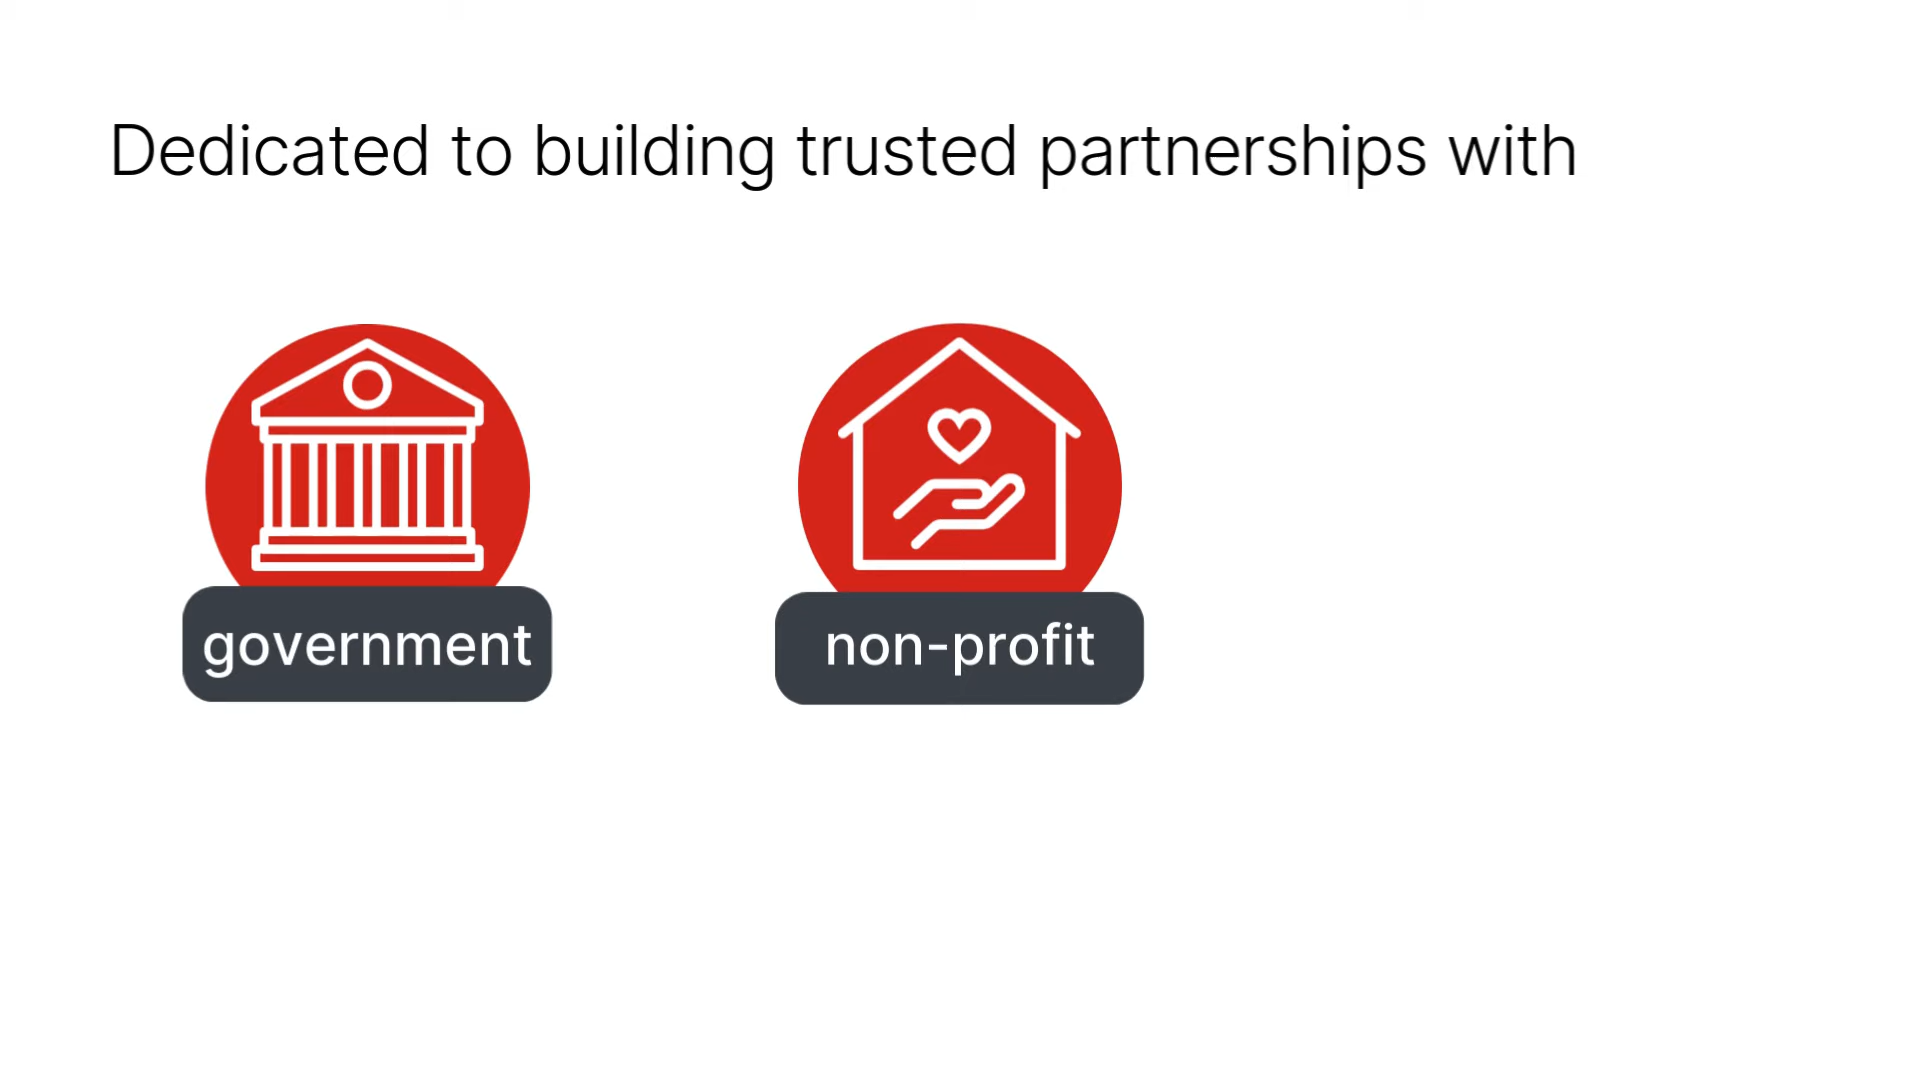 Dedicated to building trusted partnerships with
government
non-profit